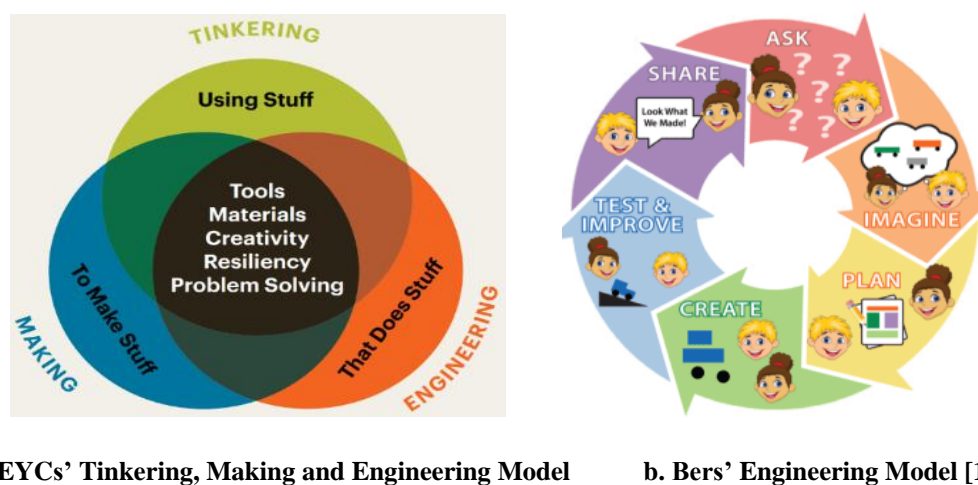 TINKERING
Using Stuff
Tools
Materials
Creativity
Resiliency
Problem Solving
To Make Stuff
That Does Stuff
MAKING
ENGINEERING
ASK
? ? ? ? ?
IMAGINE
PLAN
CREATE
TEST &
IMPROVE
SHARE
Look What
We Made!
EYCs’ Tinkering, Making and Engineering Model
b. Bers’ Engineering Model [1